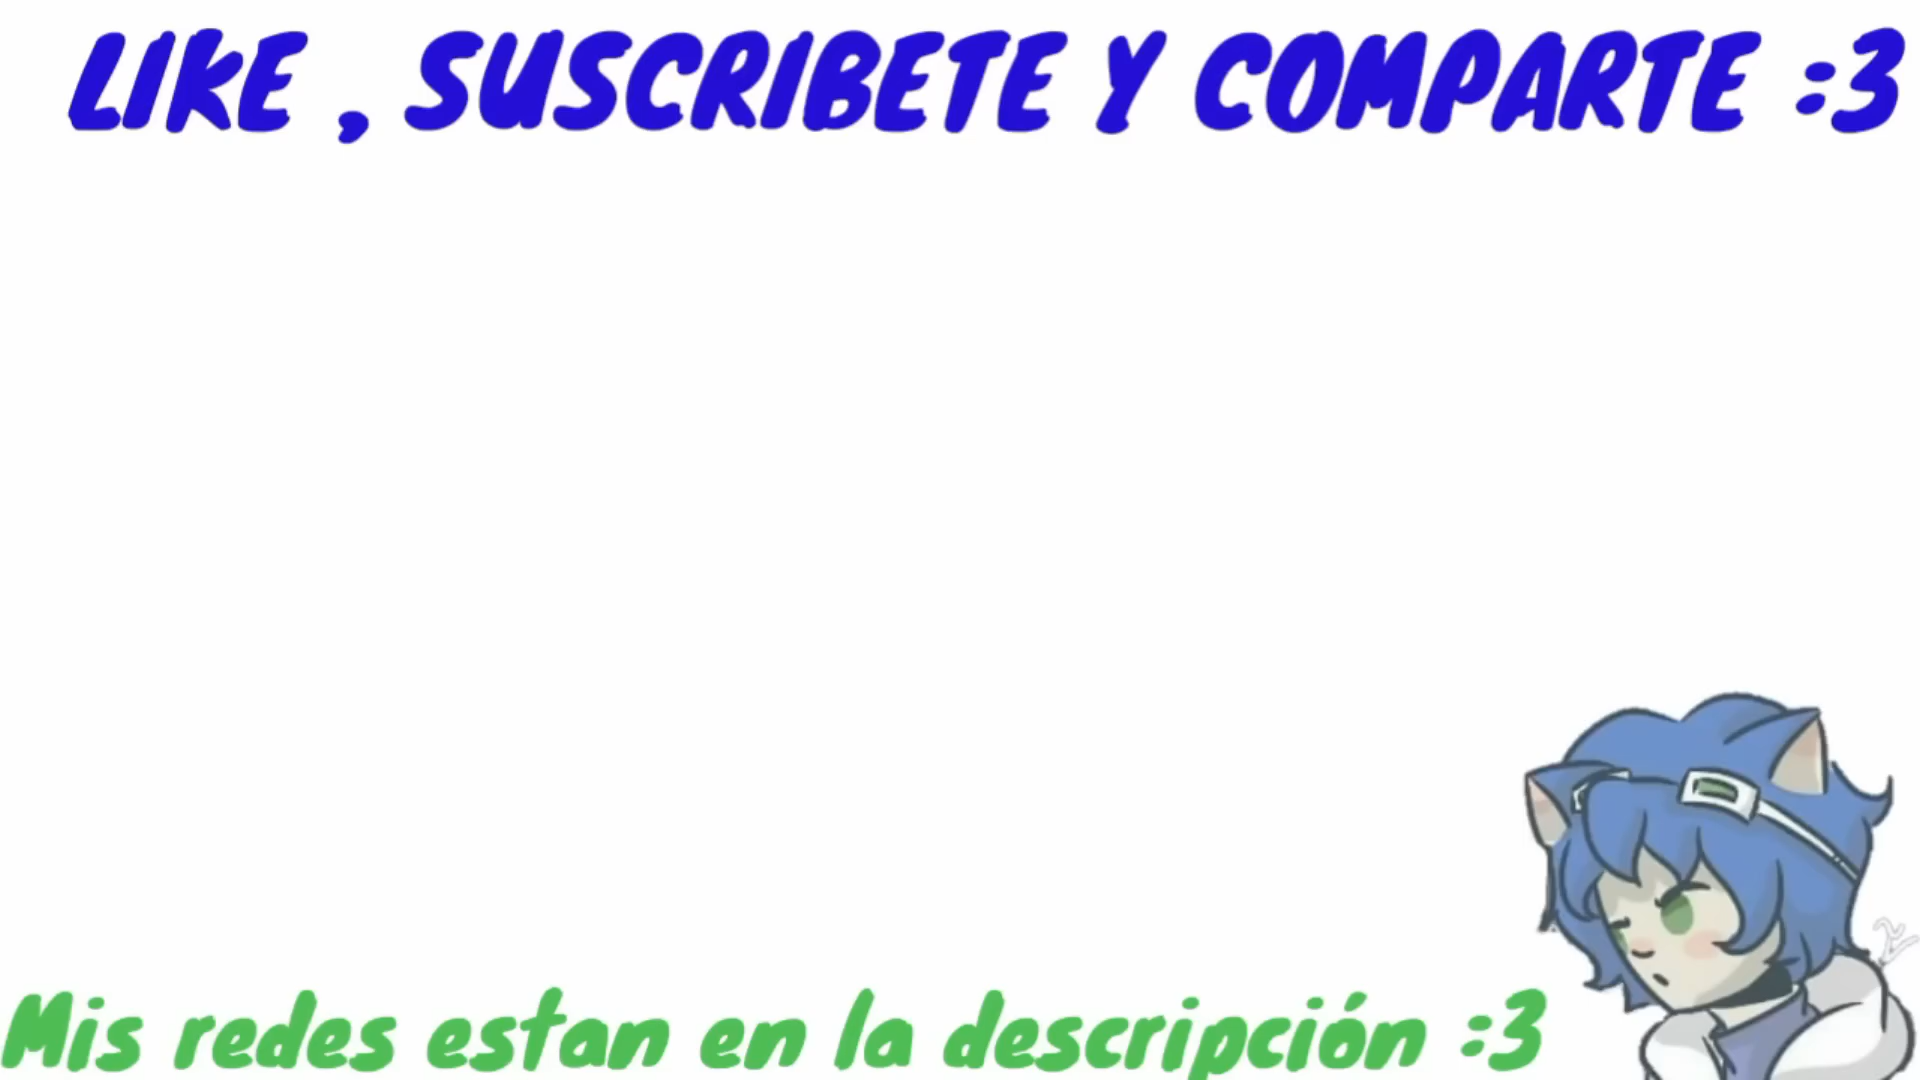 LIKE , SUSCRIBETE Y COMPARTE :3
Mis redes estan en la descripción :3